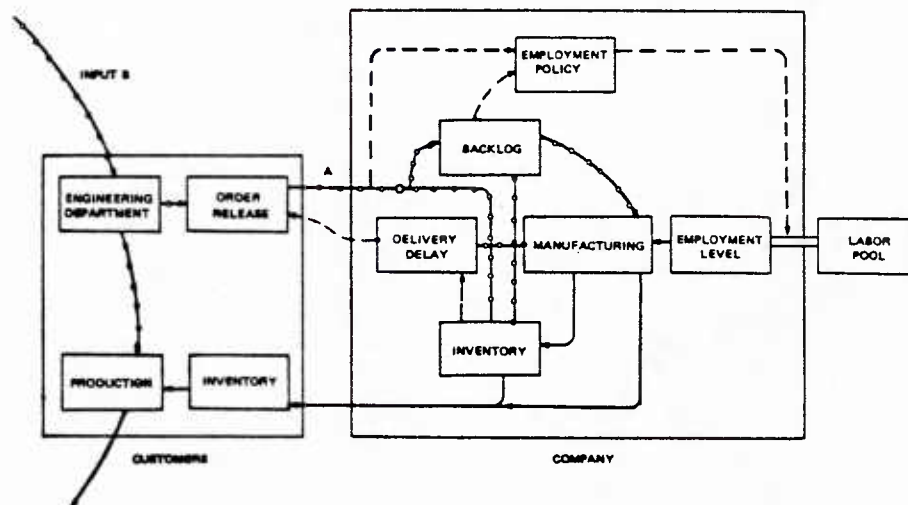 EMPLOYMENT
POLICY
INPUT S
BACKLOG
A
ENGINEERING
DEPARTMENT
ORDER
RELEASE
DELIVERY
DELAY
MANUFACTURING
EMPLOYMENT
LEVEL
LABOR
POOL
INVENTORY
PRODUCTION
INVENTORY
CUSTOMERS
COMPANY